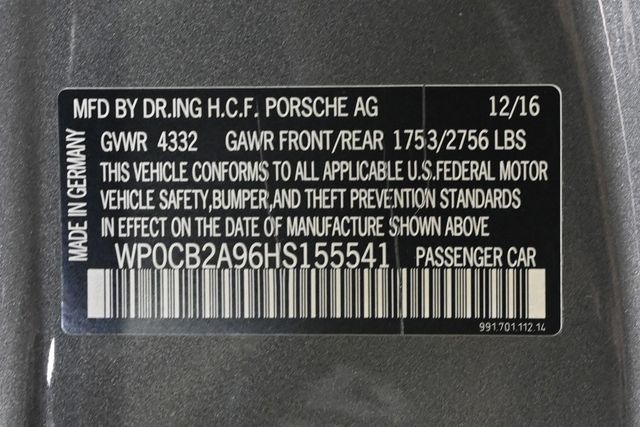 MFD BY DR.ING H.C.F. PORSCHE AG 12/16
GVWR 4332 GAWR FRONT/REAR 1753/2756 LBS
THIS VEHICLE CONFORMS TO ALL APPLICABLE U.S.FEDERAL MOTOR
VEHICLE SAFETY,BUMPER,AND THEFT PREVENTION STANDARDS
IN EFFECT ON THE DATE OF MANUFACTURE SHOWN ABOVE
WP0CB2A96HS155541 PASSENGER CAR
991.701.112.14
MADE IN GERMANY